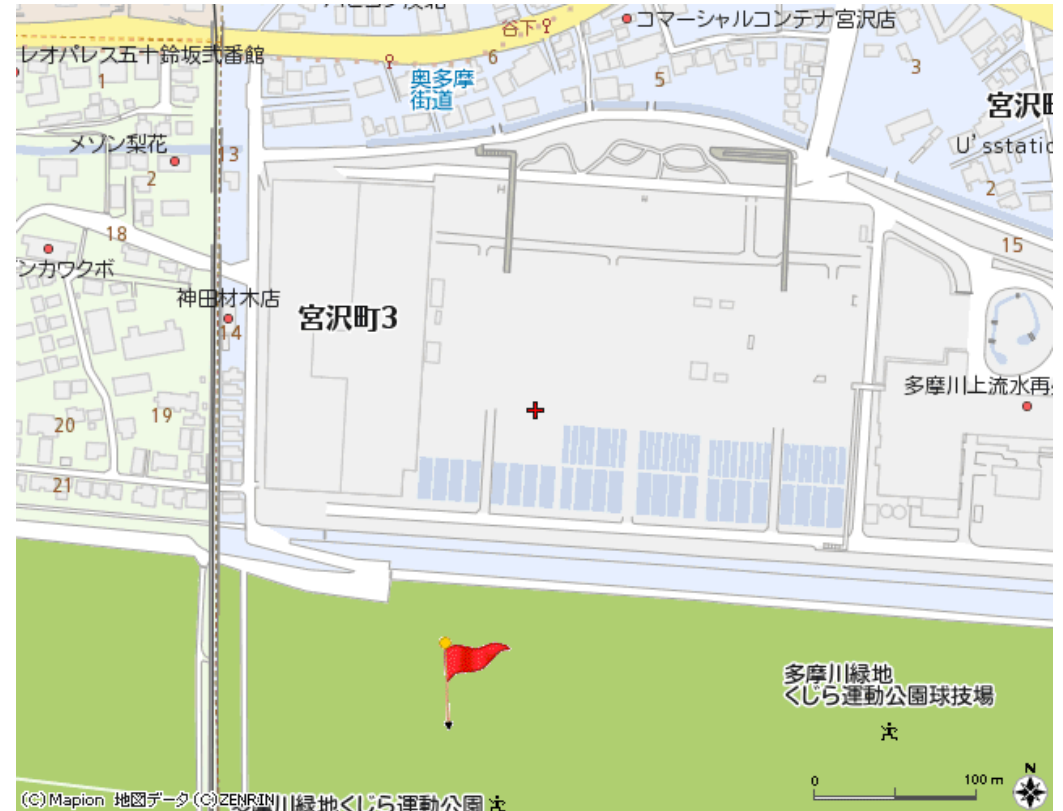 谷下
コマーシャルコンテナ宮沢店
レオパレス五十鈴坂弐番館
1
6
5
3
奥多摩
街道
メゾン梨花
13
2
宮沢町
U'sstatio
2
18
15
ンカワクボ
神田材木店
14
宮沢町3
多摩川上流水再
19
20
21
多摩川緑地
くじら運動公園球技場
0
100 m
N
(C)Mapion 地図データ(C)ZENRIN
川緑地くじら運動公園